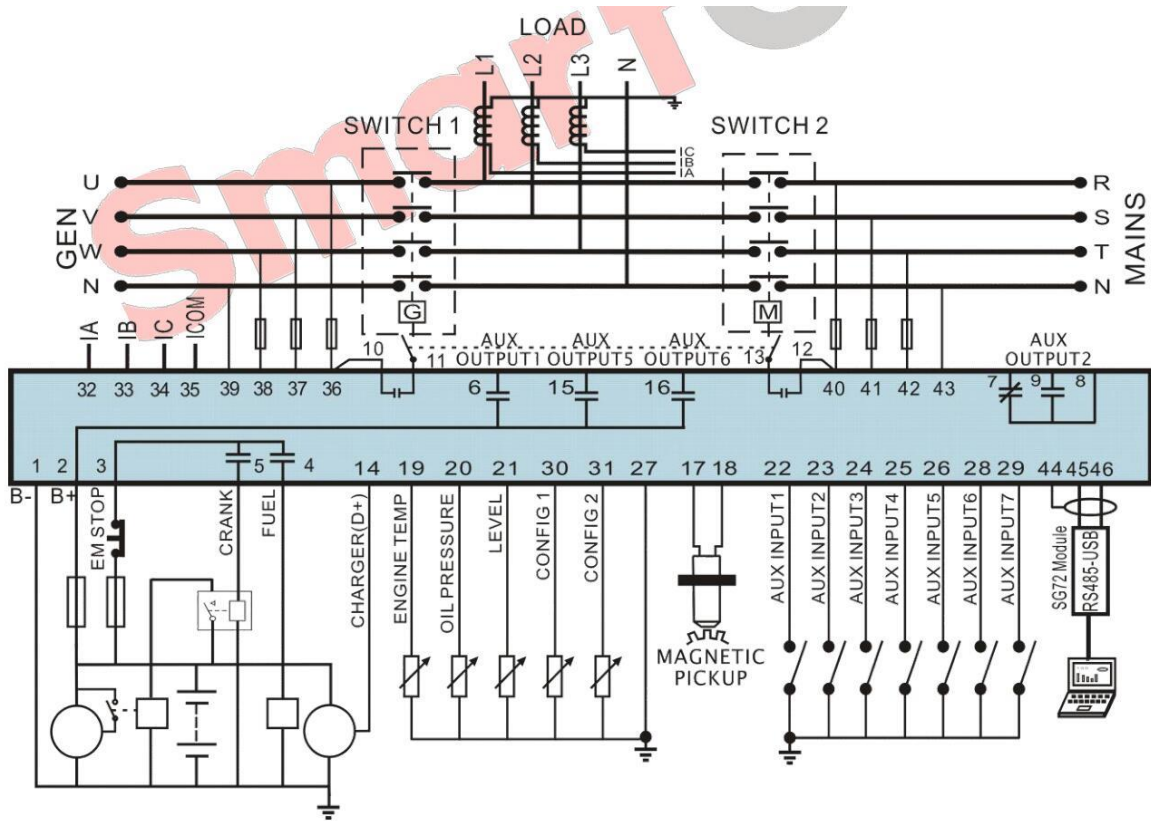 Smart
LOAD
L1 L2 L3 N
SWITCH 1 SWITCH 2
IC
IB
IA
GEN
U
V
W
N
R
S
T
N
MAINS
G
M
IA IB IC ICOM
10 11
AUX OUTPUT1
AUX OUTPUT5
AUX OUTPUT6
13 12
AUX OUTPUT2
32 33 34 35 39 38 37 36 6 15 16 40 41 42 43 7 9 8
1 2 3 5 4 14 19 20 21 30 31 27 17 18 22 23 24 25 26 28 29 44 45 46
B- B+
EM STOP
CRANK
FUEL
CHARGER(D+)
ENGINE TEMP
OIL PRESSURE
LEVEL
CONFIG 1
CONFIG 2
MAGNETIC
PICKUP
AUX INPUT1
AUX INPUT2
AUX INPUT3
AUX INPUT4
AUX INPUT5
AUX INPUT6
AUX INPUT7
SG72 Module
RS485-USB